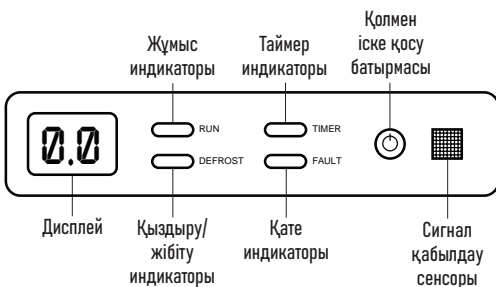 Жұмыс
индикаторы
Таймер
индикаторы
Қолмен
іске қосу
батырмасы
0.0
RUN
TIMER
DEFROST
FAULT
Дисплей
Қыздыру/
жібіту
индикаторы
Қате
индикаторы
Сигнал
қабылдау
сенсоры